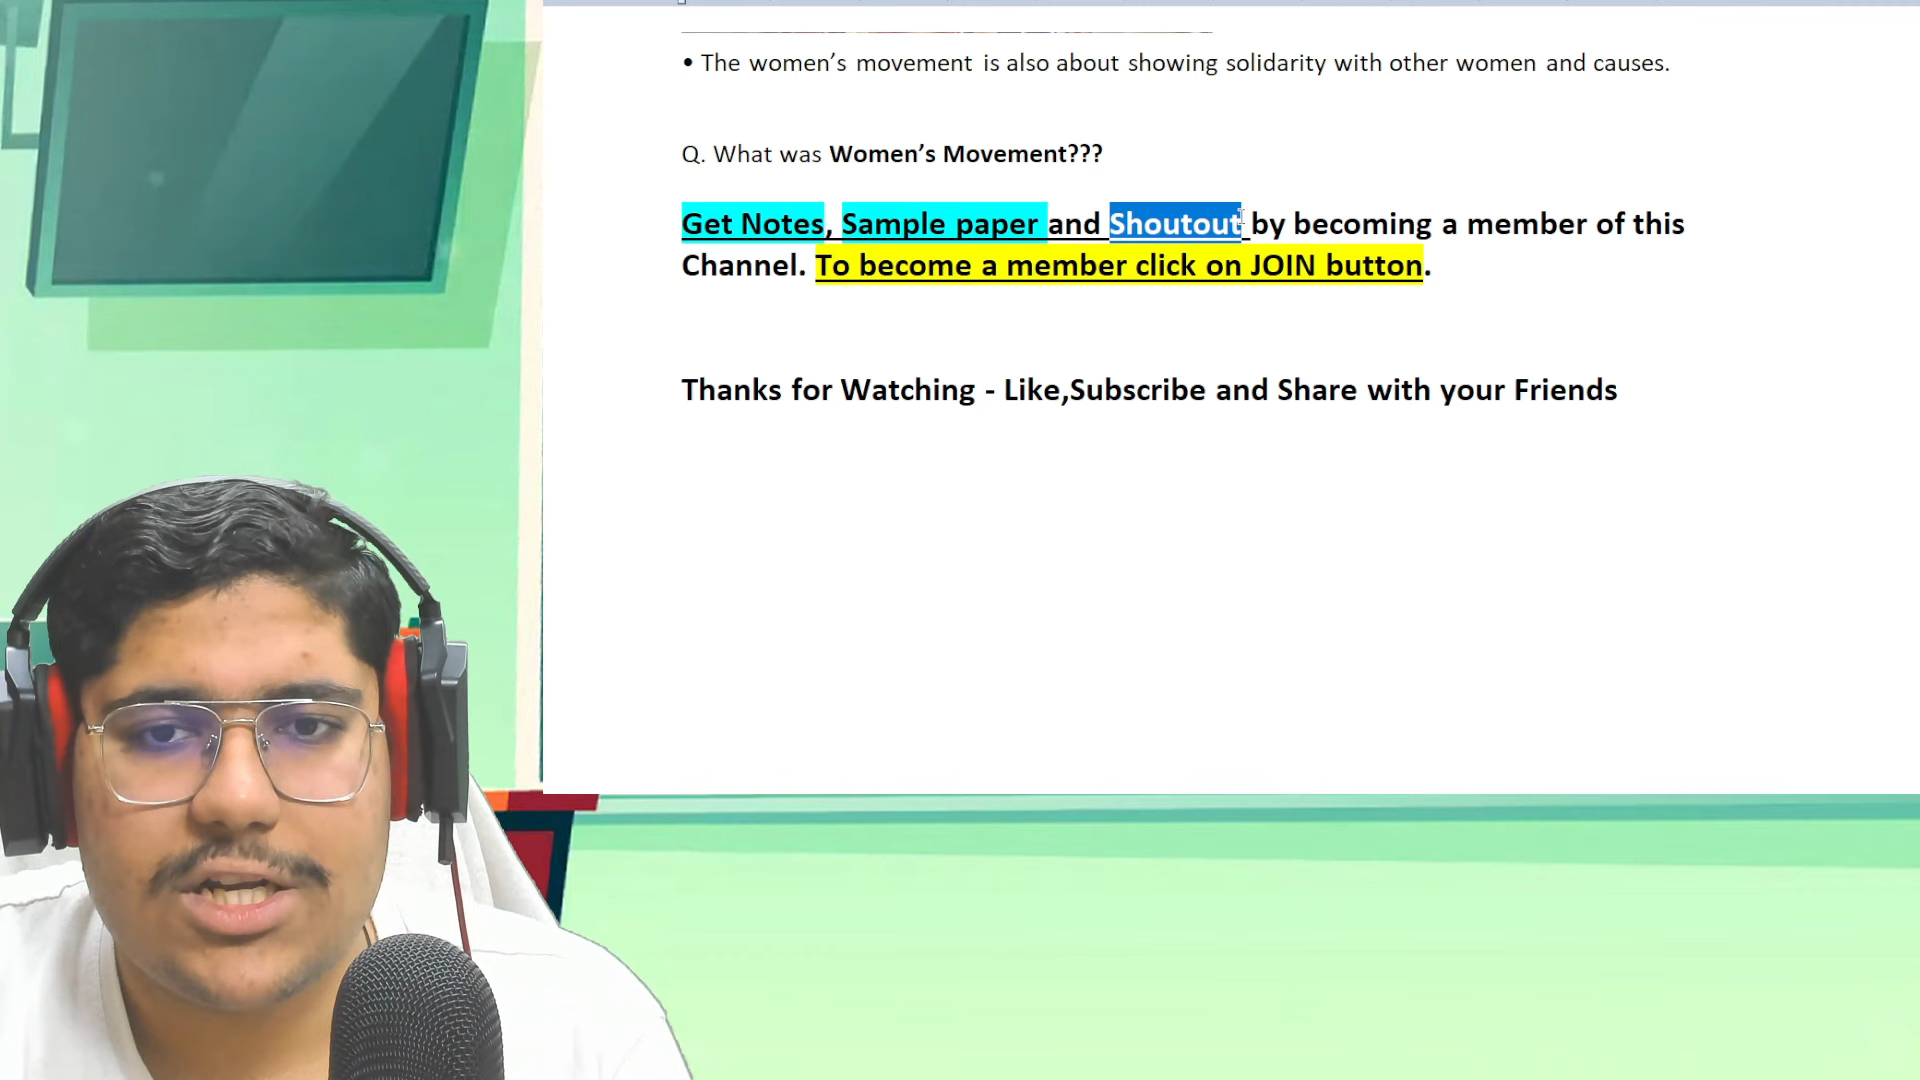 • The women’s movement is also about showing solidarity with other women and causes.
Q. What was Women’s Movement???
Get Notes, Sample paper and Shoutout by becoming a member of this
Channel. To become a member click on JOIN button.
Thanks for Watching - Like,Subscribe and Share with your Friends